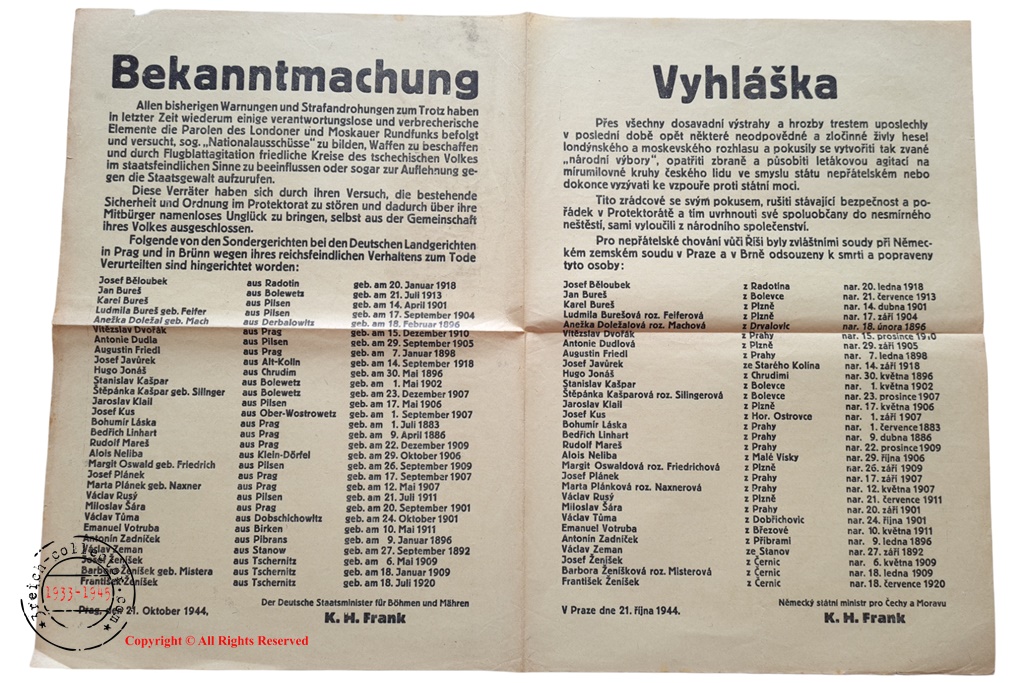 Bekanntmachung
Allen bisherigen Warnungen und Strafandrohungen zum Trotz haben
in letzter Zeit wiederum einige verantwortungslose und verbrecherische
Elemente die Parolen des Londoner und Moskauer Rundfunks befolgt
und versucht, sog. „Nationalausschüsse" zu bilden, Waffen zu beschaffen
und durch Flugblattagitation friedliche Kreise des tschechischen Volkes
im staatsfeindlichen Sinne zu beeinflussen oder sogar zur Auflehnung ge-
gen die Staatsgewalt aufzurufen.
Diese Verräter haben sich durch ihren Versuch, die bestehende
Sicherheit und Ordnung im Protektorat zu stören und dadurch über ihre
Mitbürger namenloses Unglück zu bringen, selbst aus der Gemeinschaft
ihres Volkes ausgeschlossen.
Folgende von den Sondergerichten bei den Deutschen Landgerichten
in Prag und in Brünn wegen ihres reichsfeindlichen Verhaltens zum Tode
Verurteilten sind hingerichtet worden:
Josef Běloubek aus Radotin geb. am 20. Januar 1918
Jan Bureš aus Bolewetz geb. am 21. Juli 1913
Karel Bureš aus Pilsen geb. am 14. April 1901
Ludmila Bureš geb. Feifer aus Pilsen geb. am 17. September 1904
Anežka Doležal geb. Mach aus Derbalowitz geb. am 18. Februar 1896
Vítězslav Dvořák aus Prag geb. am 15. Dezember 1910
Antonie Dudla aus Pilsen geb. am 29. September 1905
Augustin Friedl aus Prag geb. am 7. Januar 1898
Josef Javůrek aus Alt-Kolin geb. am 14. September 1918
Hugo Jonáš aus Chrudim geb. am 30. Mai 1896
Stanislav Kašpar aus Bolewetz geb. am 1. Mai 1902
Štěpánka Kašpar geb. Silinger aus Bolewetz geb. am 23. Dezember 1907
Jaroslav Klail aus Pilsen geb. am 17. Mai 1906
Josef Kus aus Ober-Wostrowetz geb. am 1. September 1907
Bohumir Láska aus Prag geb. am 1. Juli 1883
Bedřich Linhart aus Prag geb. am 9. April 1886
Rudolf Mareš aus Prag geb. am 22. Dezember 1909
Alois Neliba aus Klein-Dörfel geb. am 29. Oktober 1906
Margit Oswald geb. Friedrich aus Pilsen geb. am 26. September 1909
Josef Plánek aus Prag geb. am 17. September 1907
Marta Plánek geb. Naxner aus Prag geb. am 12. Mai 1907
Václav Rusý aus Pilsen geb. am 21. Juli 1911
Miloslav Šára aus Prag geb. am 20. September 1901
Václav Tůma aus Dobschichowitz geb. am 24. Oktober 1901
Emanuel Votruba aus Birken geb. am 10. Mai 1911
Antonín Zadníček aus Pibrans geb. am 9. Januar 1896
Václav Zeman aus Stanow geb. am 27. September 1892
Josef Ženíšek aus Tschernitz geb. am 6. Mai 1909
Barbora Ženíšek geb. Mistera aus Tschernitz geb. am 18. Januar 1909
František Ženíšek aus Tschernitz geb. am 18. Juli 1920
Prag, den 21. Oktober 1944,
Der Deutsche Staatsminister für Böhmen und Mähren
K. H. Frank
Vyhláška
Přes všechny dosavadní výstrahy a hrozby trestem uposlechly
v poslední době opět některé neodpovědné a zločinné živly hesel
londýnského a moskevského rozhlasu a pokusily se vytvořiti tak zvané
„národní výbory", opatřiti zbraně a působiti letákovou agitací na
mírumilovné kruhy českého lidu ve smyslu státu nepřátelském nebo
dokonce vyzývati ke vzpouře proti státní moci.
Tito zrádcové se svým pokusem, rušiti stávající bezpečnost a po-
řádek v Protektorátě a tím uvrhnouti své spoluobčany do nesmírného
neštěstí, sami vyloučili z národního společenství.
Pro nepřátelské chování vůči Říši byly zvláštními soudy při Němec-
kém zemském soudu v Praze a v Brně odsouzeny k smrti a popraveny
tyto osoby:
Josef Běloubek z Radotína nar. 20. ledna 1918
Jan Bureš z Bolevce nar. 21. července 1913
Karel Bureš z Plzně nar. 14. dubna 1901
Ludmila Burešová roz. Feiferová z Plzně nar. 17. září 1904
Anežka Doležalová roz. Machová z Drvalovic nar. 18. února 1896
Vítězslav Dvořák z Prahy nar. 15. prosince 1910
Antonie Dudlová z Plzně nar. 29. září 1905
Augustin Friedl z Prahy nar. 7. ledna 1898
Josef Javůrek ze Starého Kolína nar. 14. září 1918
Hugo Jonáš z Chrudimi nar. 30. května 1896
Stanislav Kašpar z Bolevce nar. 1. května 1902
Štěpánka Kašparová roz. Silingerová z Bolevce nar. 23. prosince 1907
Jaroslav Klail z Plzně nar. 17. května 1906
Josef Kus z Hor. Ostrovce nar. 1. září 1907
Bohumír Láska z Prahy nar. 1. července 1883
Bedřich Linhart z Prahy nar. 9. dubna 1886
Rudolf Mareš z Prahy nar. 22. prosince 1909
Alois Neliba z Malé Vísky nar. 29. října 1906
Margit Oswaldová roz. Friedrichová z Plzně nar. 26. září 1909
Josef Plánek z Prahy nar. 17. září 1907
Marta Plánková roz. Naxnerová z Prahy nar. 12. května 1907
Václav Rusý z Plzně nar. 21. července 1911
Miloslav Šára z Prahy nar. 20. září 1901
Václav Tůma z Dobřichovic nar. 24. října 1901
Emanuel Votruba z Březové nar. 10. května 1911
Antonín Zadníček z Příbrami nar. 9. ledna 1896
Václav Zeman ze Stanov nar. 27. září 1892
Josef Ženíšek z Černic nar. 6. května 1909
Barbora Ženíšková roz. Misterová z Černic nar. 18. ledna 1909
František Ženíšek z Černic nar. 18. července 1920
V Praze dne 21. října 1944.
Německý státní ministr pro Čechy a Moravu
K. H. Frank
1933-1945
Copyright © All Rights Reserved